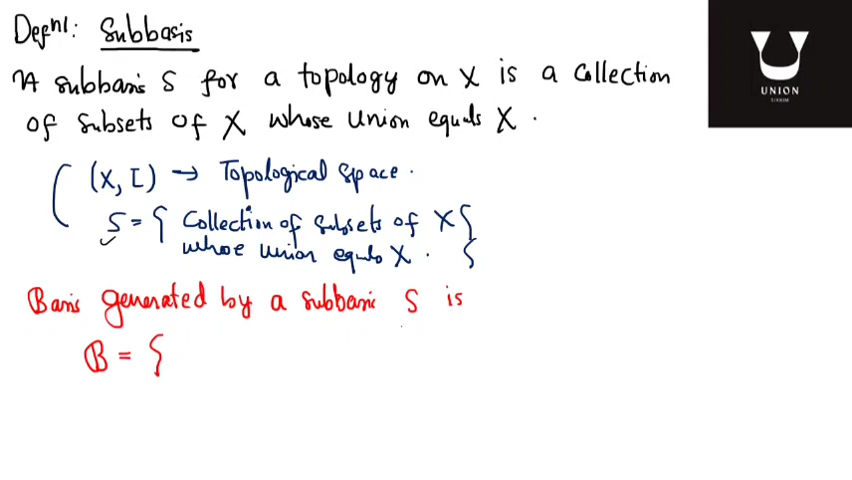 Defn!: Subbasis
A subbasis S for a topology on X is a collection
of subsets of X whose union equals X.
(X, τ) → Topological space.
S = { Collection of subsets of X
whose union equals X. }
Basis generated by a subbasis S is
B = {
UNION